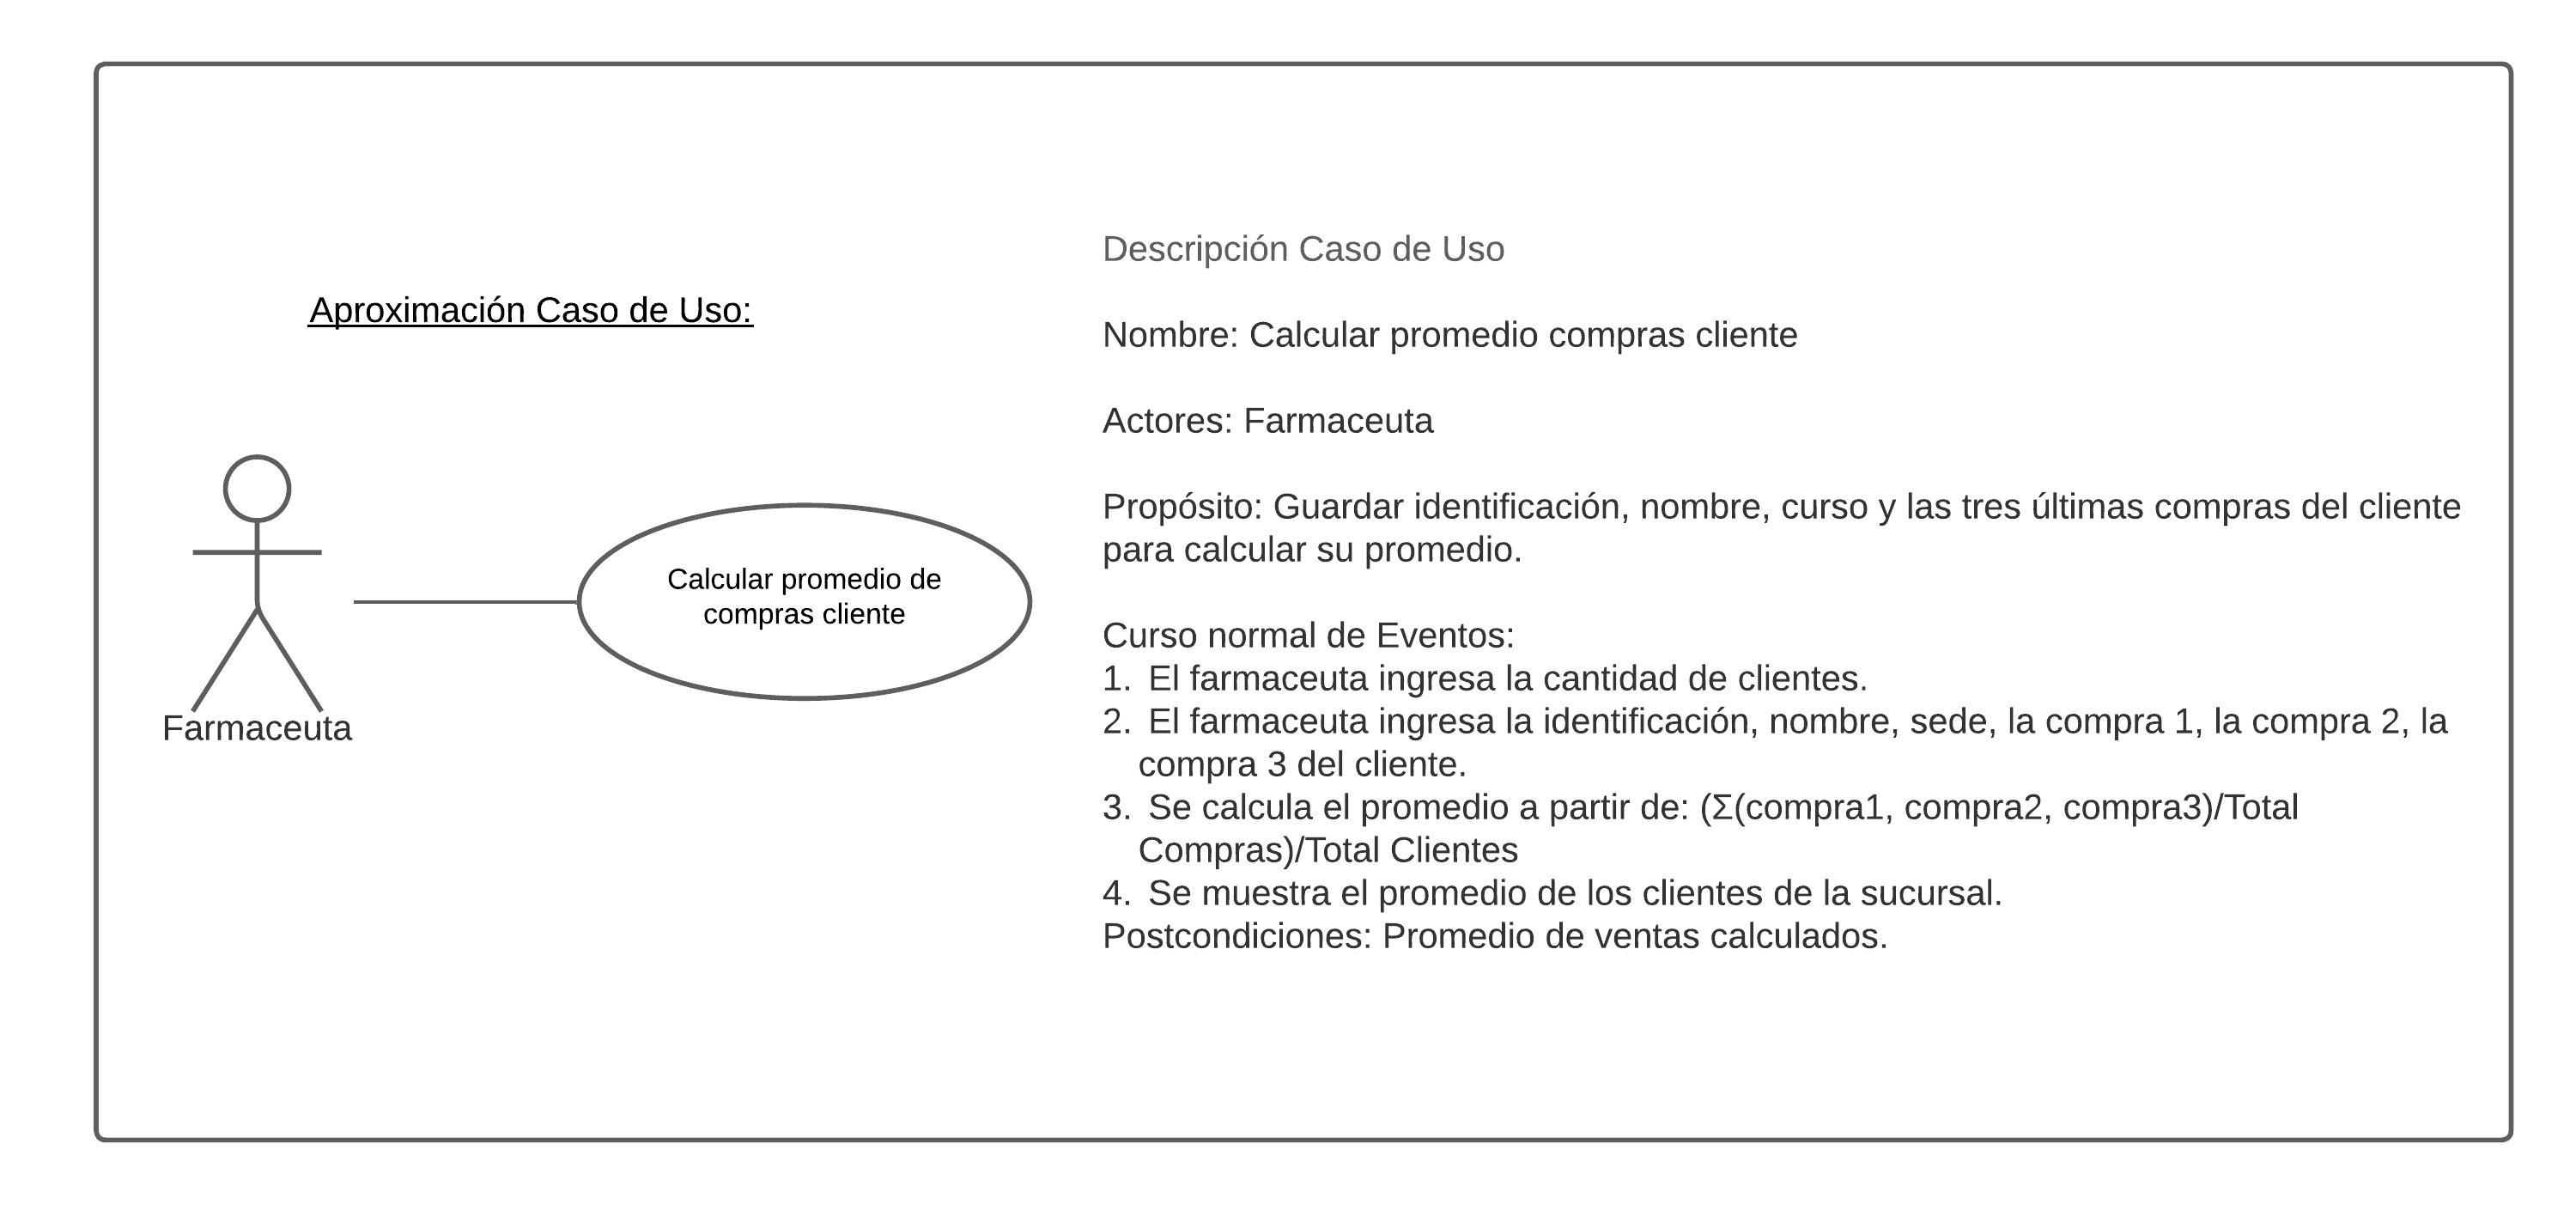 Aproximación Caso de Uso:
Farmaceuta
Calcular promedio de
compras cliente
Descripción Caso de Uso
Nombre: Calcular promedio compras cliente
Actores: Farmaceuta
Propósito: Guardar identificación, nombre, curso y las tres últimas compras del cliente
para calcular su promedio.
Curso normal de Eventos:
1. El farmaceuta ingresa la cantidad de clientes.
2. El farmaceuta ingresa la identificación, nombre, sede, la compra 1, la compra 2, la
compra 3 del cliente.
3. Se calcula el promedio a partir de: (Σ(compra1, compra2, compra3)/Total
Compras)/Total Clientes
4. Se muestra el promedio de los clientes de la sucursal.
Postcondiciones: Promedio de ventas calculados.